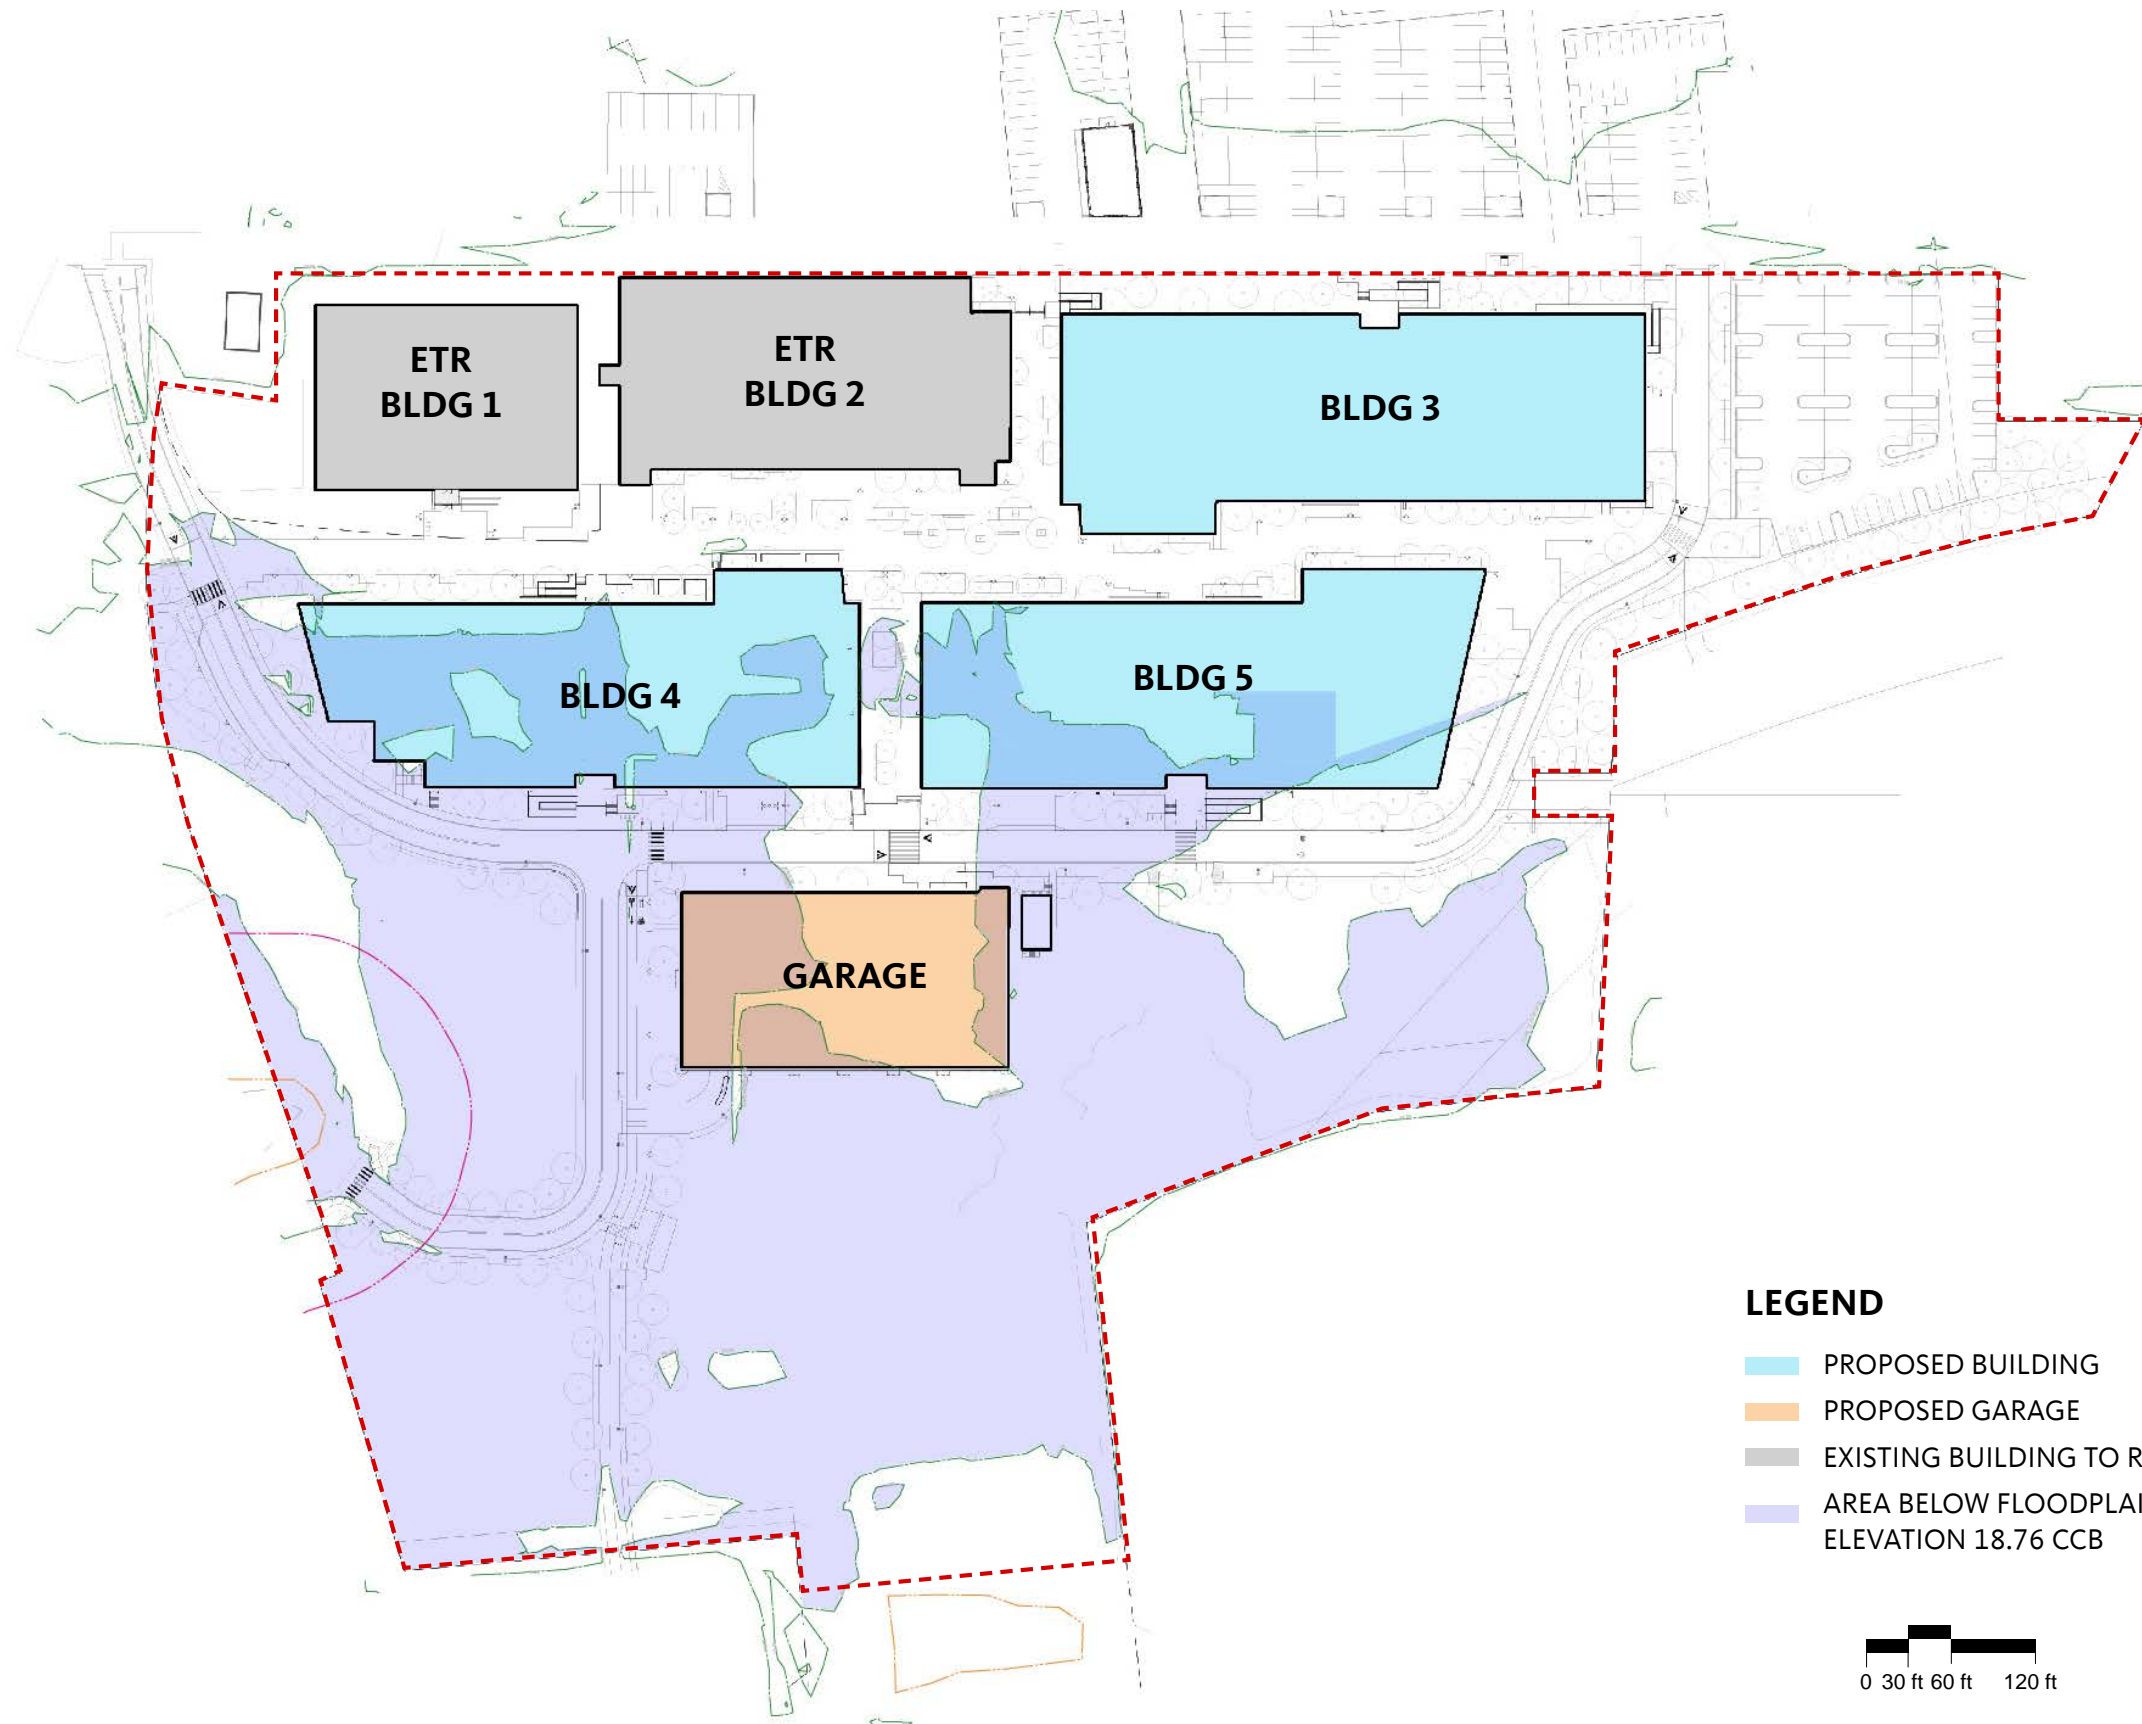 ETR
BLDG 1
ETR
BLDG 2
BLDG 3
BLDG 4
BLDG 5
GARAGE
LEGEND
PROPOSED BUILDING
PROPOSED GARAGE
EXISTING BUILDING TO R
AREA BELOW FLOODPLAI
ELEVATION 18.76 CCB
0 30 ft 60 ft 120 ft